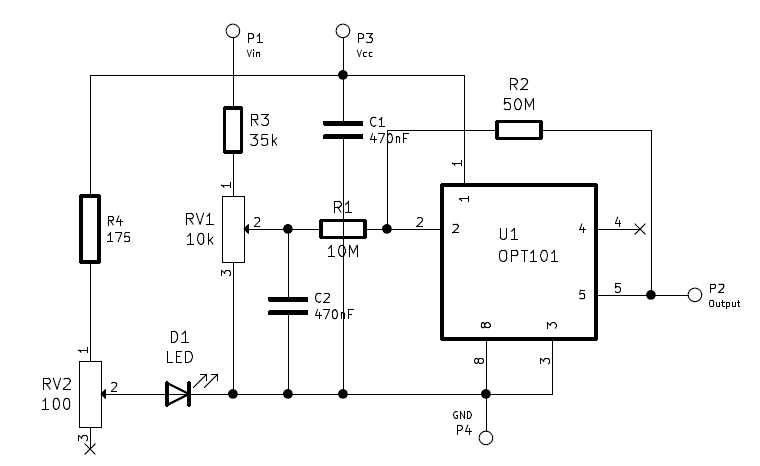 P1
Vin
P3
Vcc
R2
50M
R3
35k
C1
470nF
1
1
1
R4
175
RV1
10k
2
R1
10M
2
2
U1
OPT101
4
4
3
C2
470nF
5
5
P2
Output
8
3
D1
LED
1
8
3
RV2
100
2
3
GND
P4